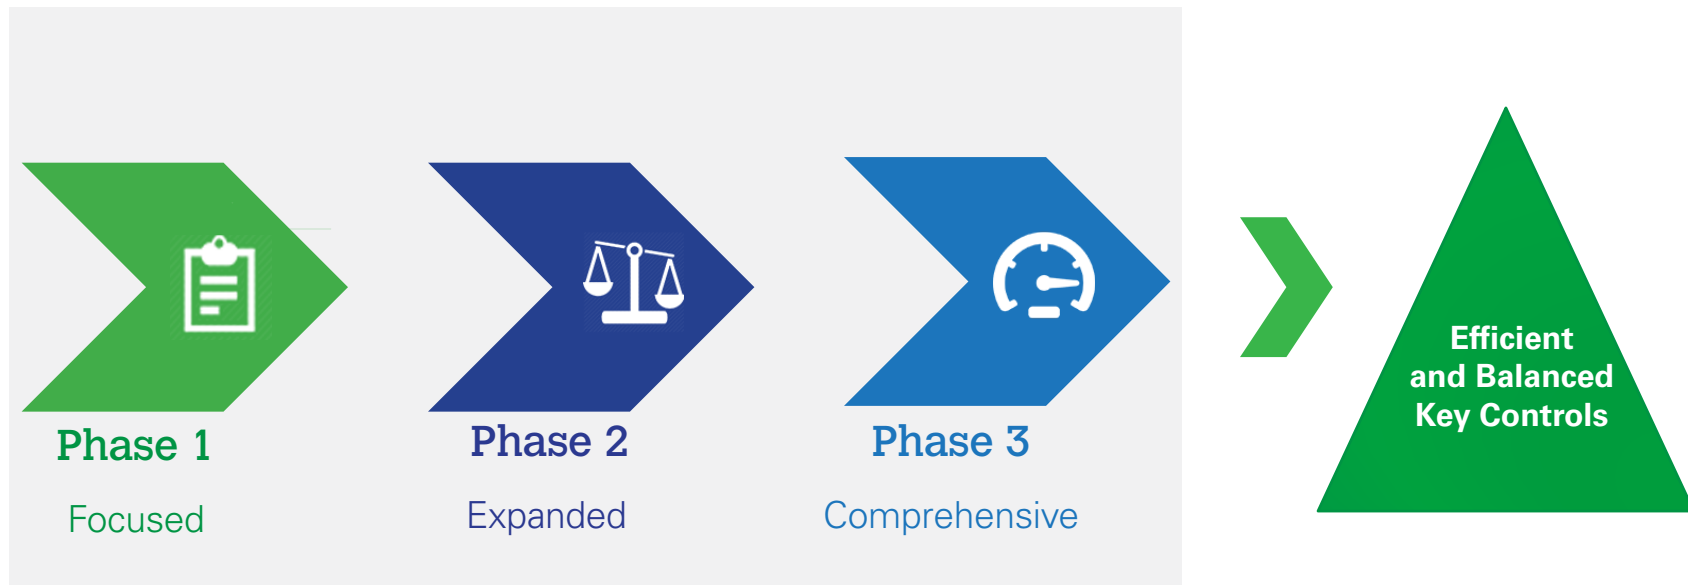 Phase 1
Focused
Phase 2
Expanded
Phase 3
Comprehensive
Efficient
and Balanced
Key Controls